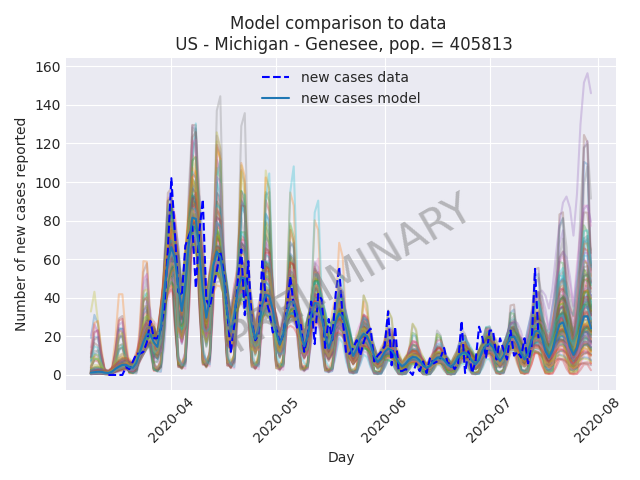 Model comparison to data
US - Michigan - Genesee, pop. = 405813
new cases data
new cases model
PRELIMINARY
Number of new cases reported
160
140
120
100
80
60
40
20
0
2020-04
2020-05
2020-06
2020-07
2020-08
Day